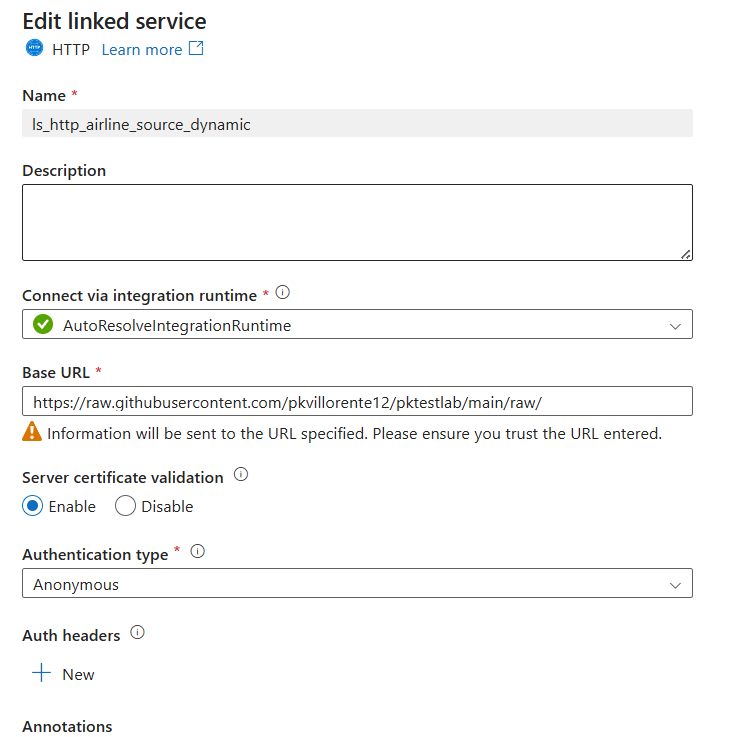 Edit linked service
HTTP HTTP Learn more
Name *
ls_http_airline_source_dynamic
Description
Connect via integration runtime *
AutoResolveIntegrationRuntime
Base URL *
https://raw.githubusercontent.com/pkvillorente12/pktestlab/main/raw/
Information will be sent to the URL specified. Please ensure you trust the URL entered.
Server certificate validation
Enable Disable
Authentication type *
Anonymous
Auth headers
New
Annotations